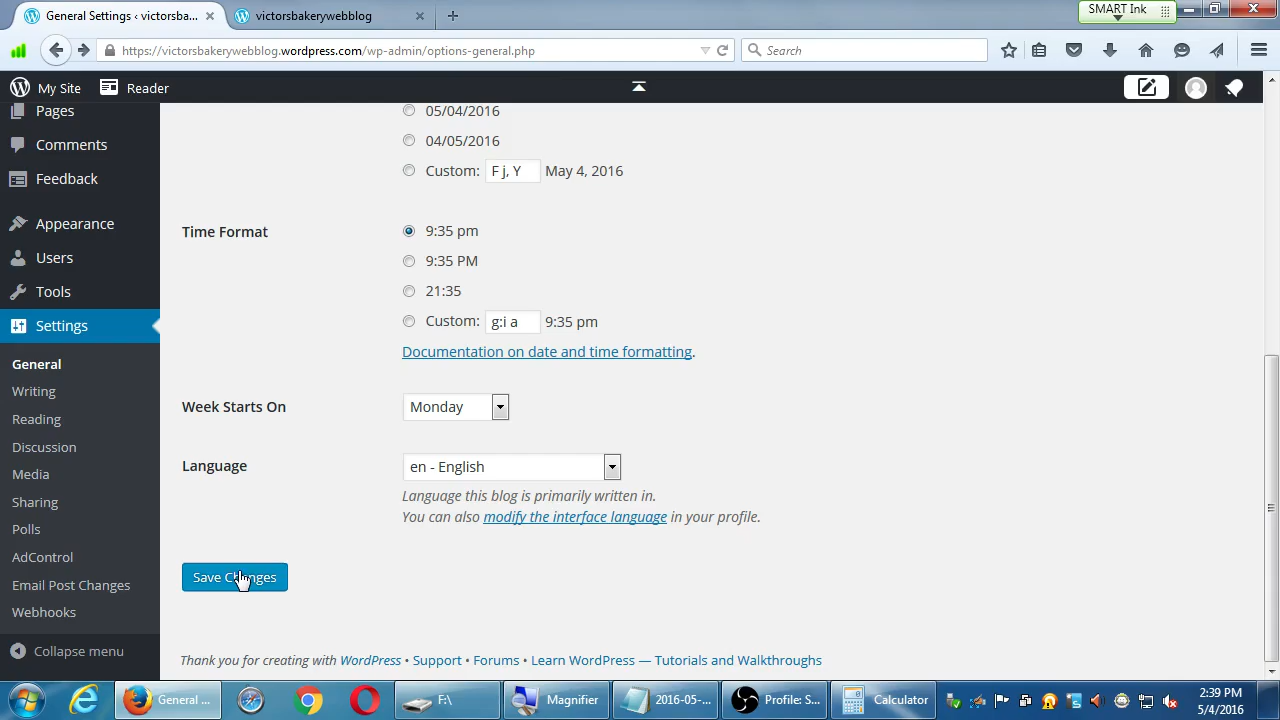 General Settings ‹ victorsba...
victorsbakerywebblog
SMART Ink
https://victorsbakerywebblog.wordpress.com/wp-admin/options-general.php
Search
My Site
Reader
Pages
Comments
Feedback
Appearance
Users
Tools
Settings
General
Writing
Reading
Discussion
Media
Sharing
Polls
AdControl
Email Post Changes
Webhooks
Collapse menu
05/04/2016
04/05/2016
Custom: F j, Y May 4, 2016
Time Format
9:35 pm
9:35 PM
21:35
Custom: g:i a 9:35 pm
Documentation on date and time formatting.
Week Starts On Monday
Language en - English
Language this blog is primarily written in.
You can also modify the interface language in your profile.
Save Changes
Thank you for creating with WordPress • Support • Forums • Learn WordPress — Tutorials and Walkthroughs
General ...
F:\
Magnifier
2016-05-...
Profile: S...
Calculator
2:39 PM
5/4/2016